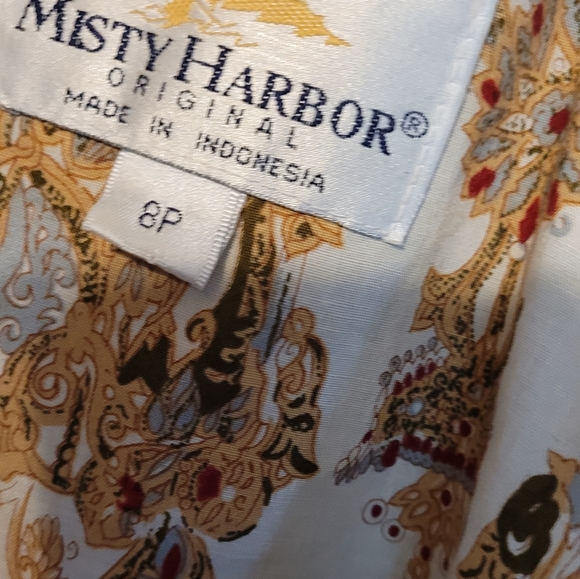 MISTY HARBOR®
ORIGINAL
MADE IN INDONESIA
8P